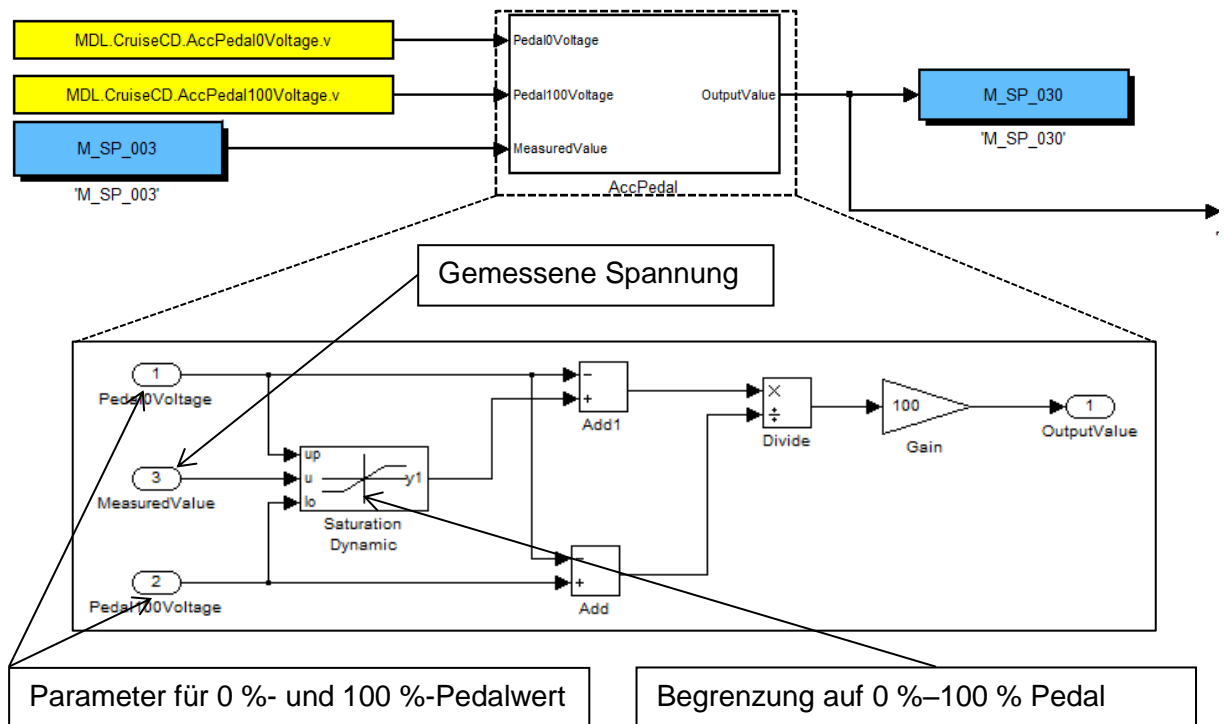 MDL.CruiseCD.AccPedal0Voltage.v
Pedal0Voltage
MDL.CruiseCD.AccPedal100Voltage.v
Pedal100Voltage
OutputValue
M_SP_030
'M_SP_030'
M_SP_003
'M_SP_003'
MeasuredValue
AccPedal
Gemessene Spannung
1
Pedal0Voltage
−
+
Add1
×
÷
Divide
100
Gain
1
OutputValue
3
MeasuredValue
up
u
lo
y1
Saturation
Dynamic
2
Pedal100Voltage
−
+
Add
Parameter für 0 %- und 100 %-Pedalwert
Begrenzung auf 0 %–100 % Pedal